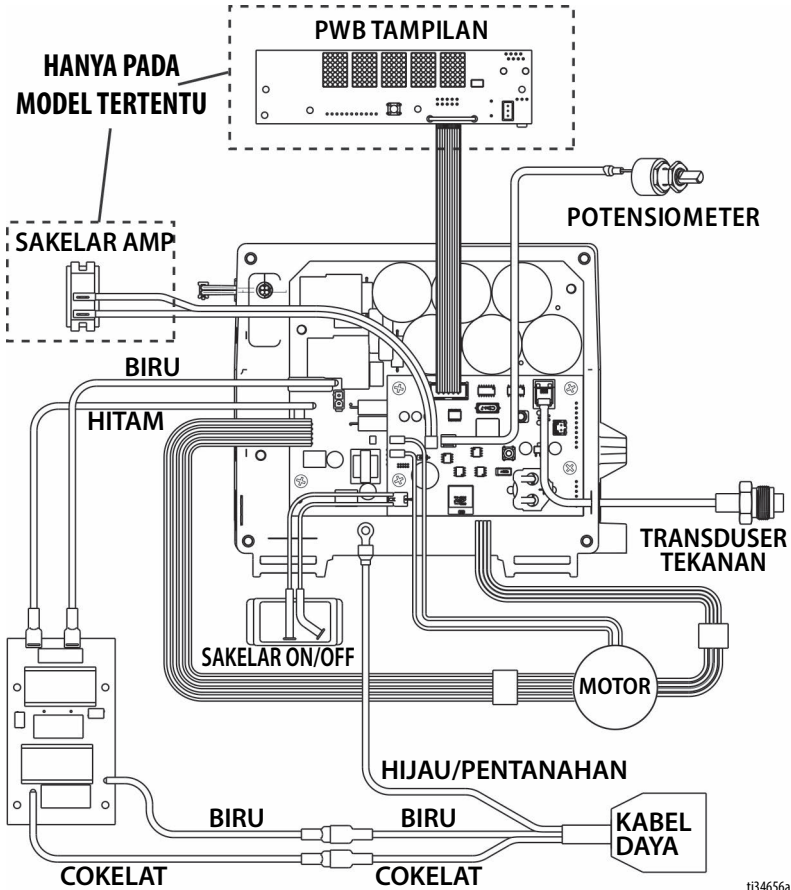 PWB TAMPILAN
HANYA PADA
MODEL TERTENTU
POTENSIOMETER
SAKELAR AMP
BIRU
HITAM
TRANSDUSER
TEKANAN
SAKELAR ON/OFF
MOTOR
HIJAU/PENTANAHAN
BIRU
BIRU
KABEL
DAYA
COKELAT
COKELAT
ti34656a